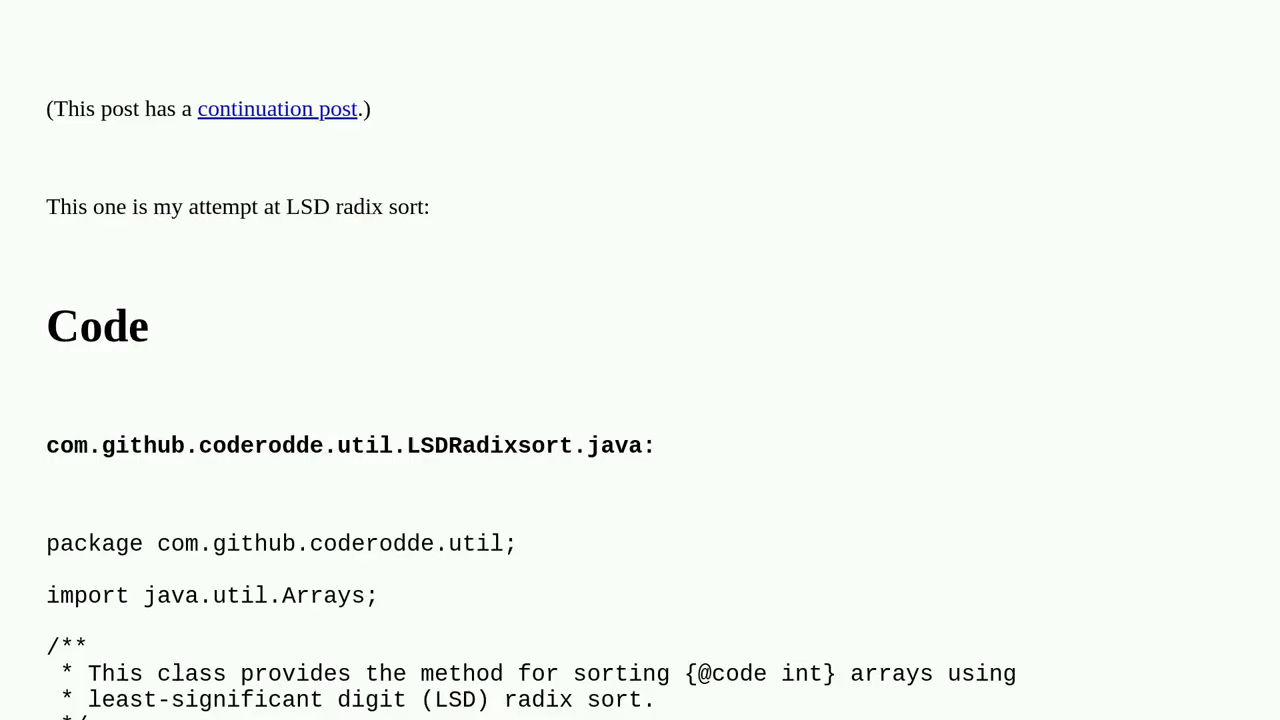 (This post has a continuation post.)
This one is my attempt at LSD radix sort:
Code
com.github.coderodde.util.LSDRadixsort.java:
package com.github.coderodde.util;
import java.util.Arrays;
/**
 * This class provides the method for sorting {@code int} arrays using
 * least-significant digit (LSD) radix sort.
 */